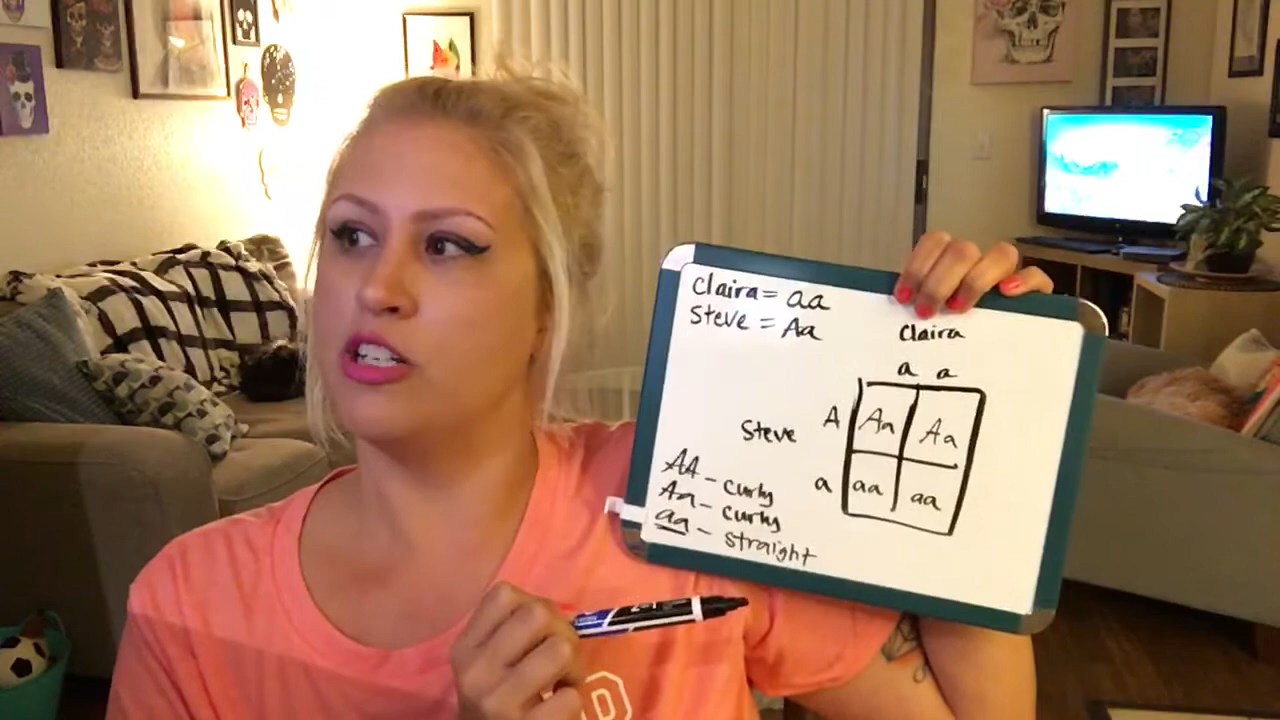 Claira = aa
Steve = Aa
Claira
a a
Steve
A Aa Aa
a aa aa
AA - curly
Aa - curly
aa - straight